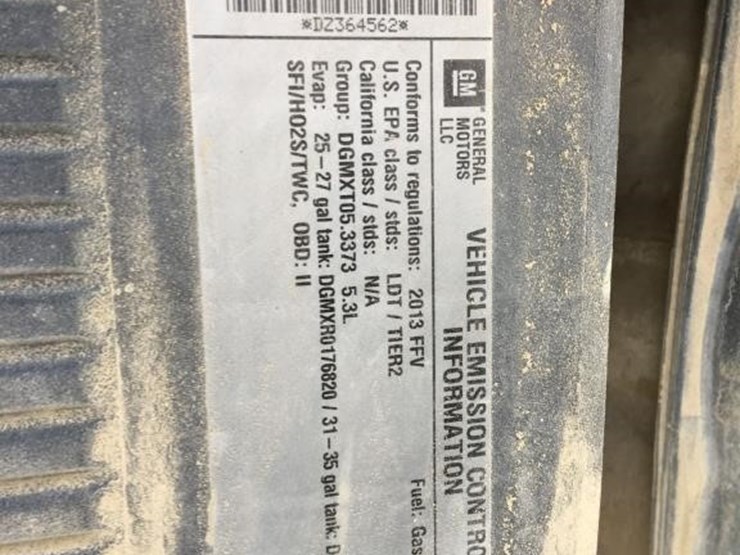 *DZ364562*
GM GENERAL MOTORS LLC
VEHICLE EMISSION CONTRO
INFORMATION
Conforms to regulations: 2013 FFV Fuel: Gas
U.S. EPA class / stds: LDT / TIER2
California class / stds: N/A
Group: DGMXT05.3373 5.3L
Evap: 25-27 gal tank: DGMXR0176820 / 31-35 gal tank: D
SFI/HO2S/TWC, OBD: II